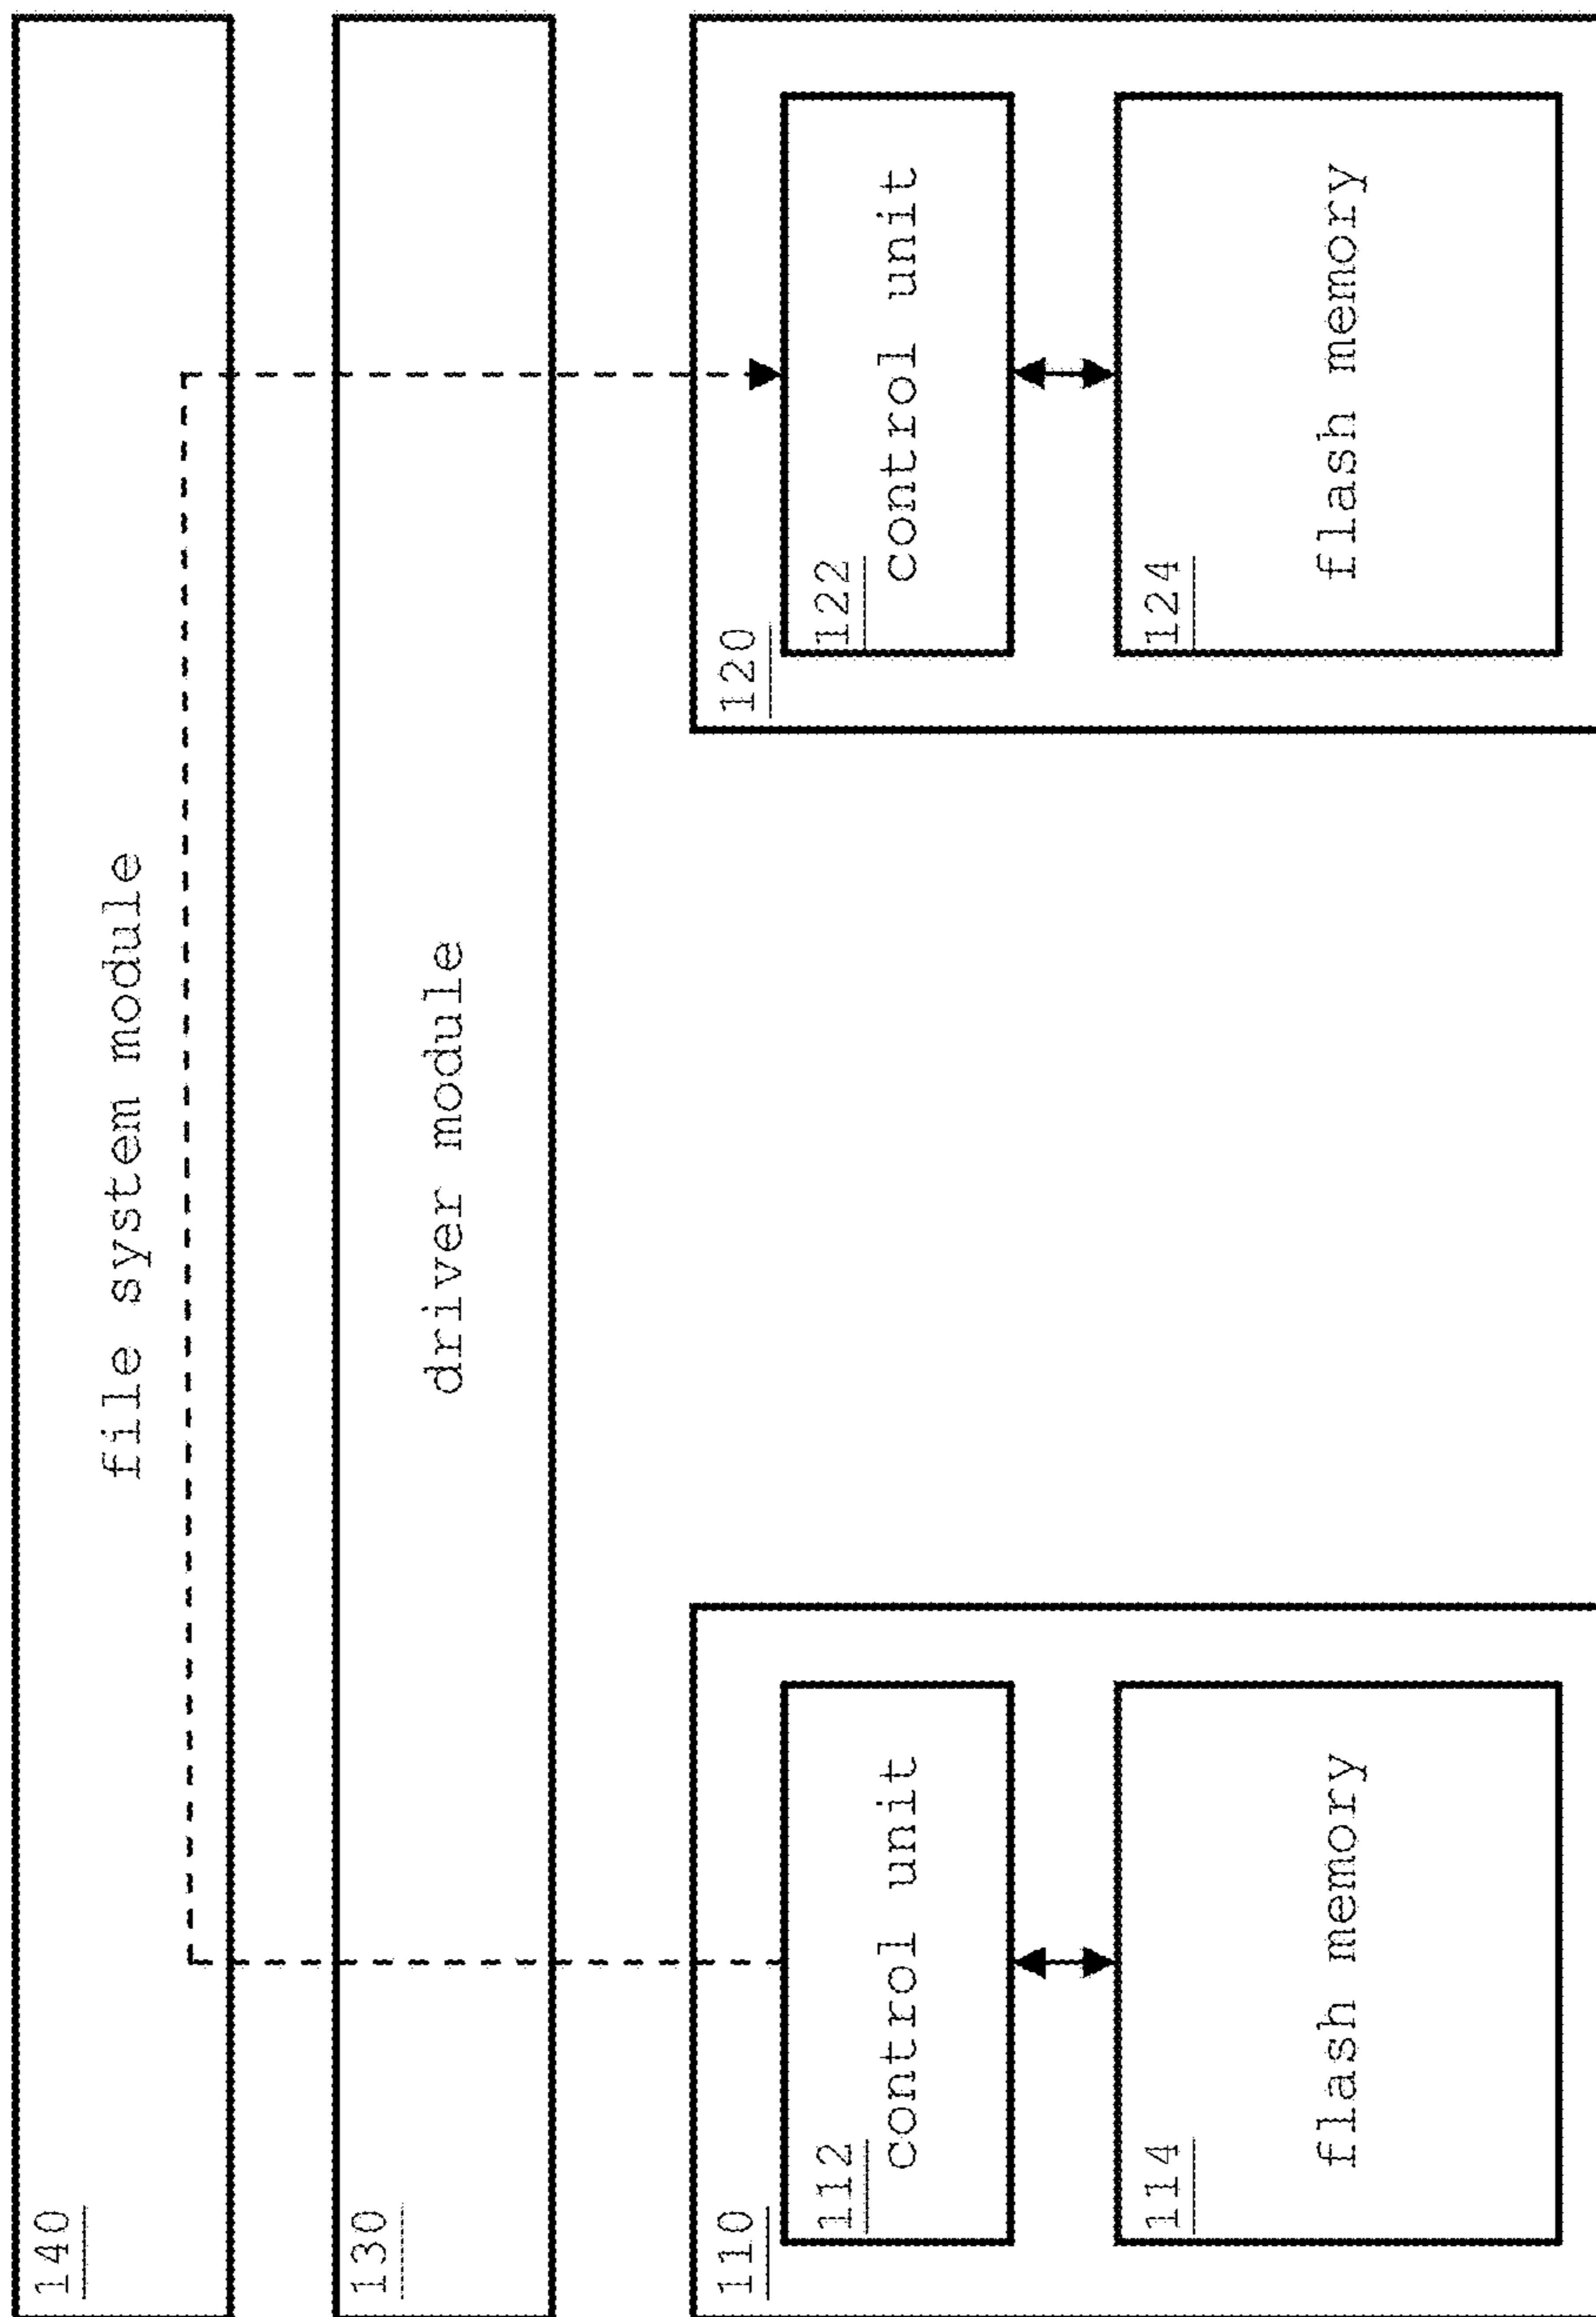 140
file system module
130
driver module
110
112
control unit
114
flash memory
120
122
control unit
124
flash memory